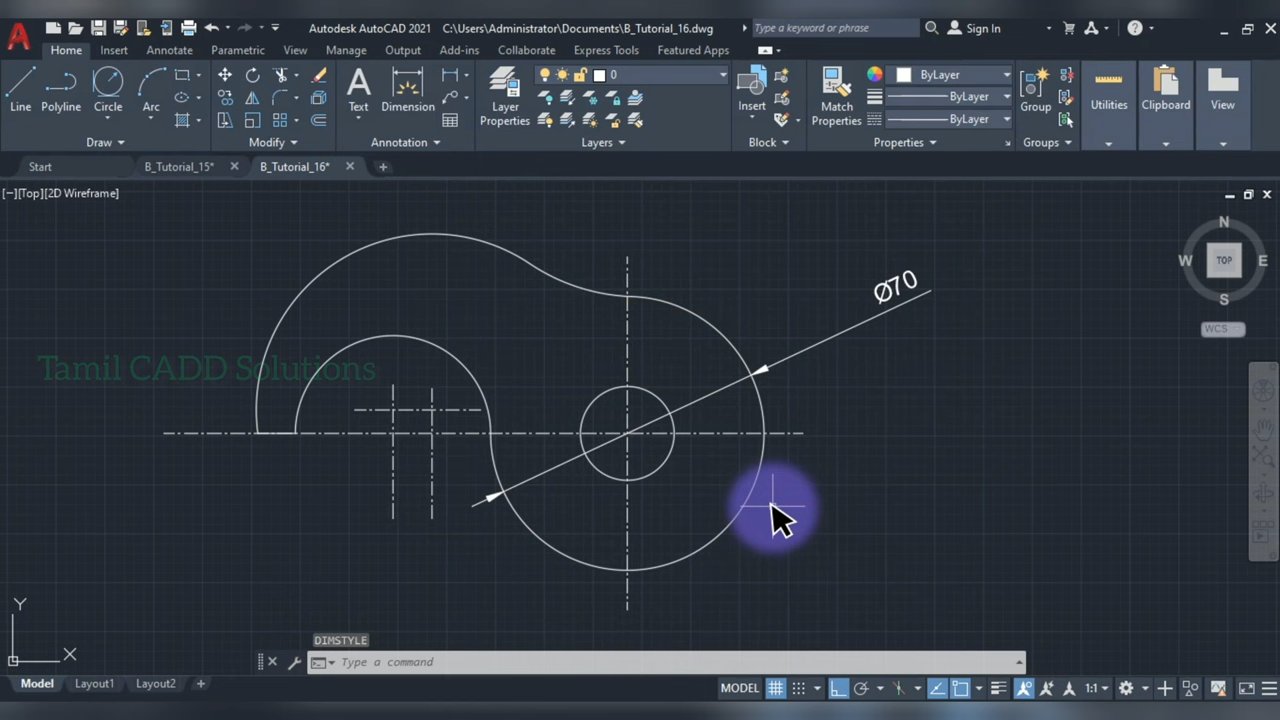 Autodesk AutoCAD 2021 C:\Users\Administrator\Documents\B_Tutorial_16.dwg
Type a keyword or phrase
Sign In
Home Insert Annotate Parametric View Manage Output Add-ins Collaborate Express Tools Featured Apps
Line
Polyline
Circle
Arc
Draw
Modify
Text
Dimension
Annotation
Layer
Properties
0
Layers
Insert
Block
Match
Properties
ByLayer
ByLayer
ByLayer
Properties
Group
Groups
Utilities
Clipboard
View
Start B_Tutorial_15* B_Tutorial_16*
[−][Top][2D Wireframe]
N
W TOP E
S
WCS
Ø70
Tamil CADD Solutions
Y
X
DIMSTYLE
Type a command
Model Layout1 Layout2
MODEL 1:1